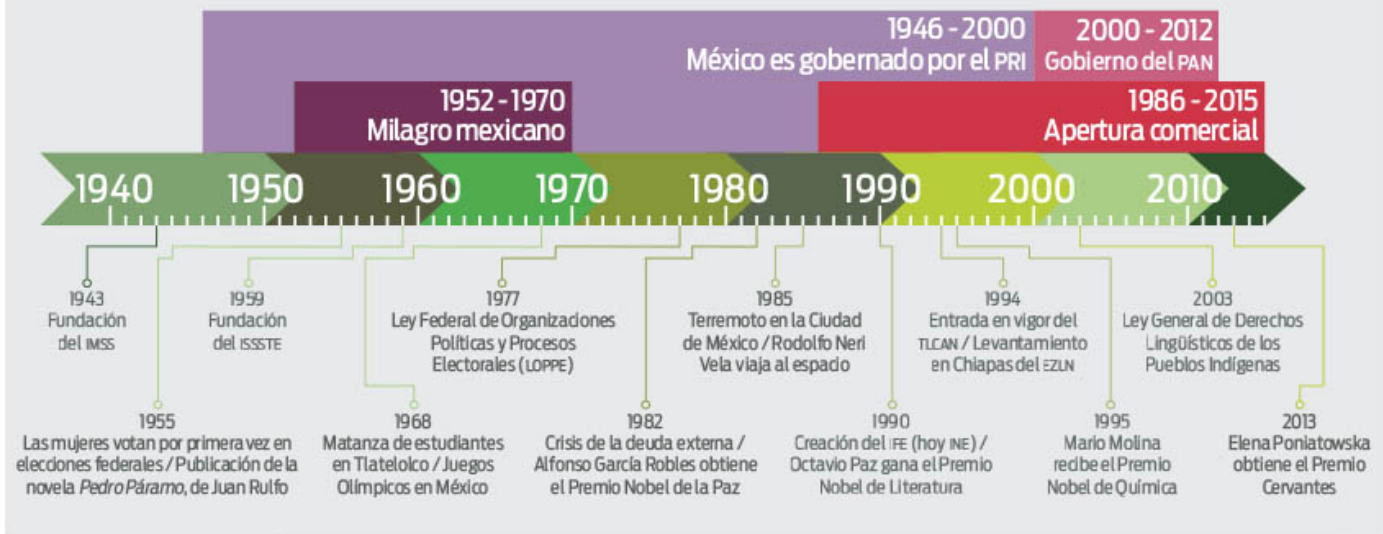 1946 - 2000
México es gobernado por el PRI
2000 - 2012
Gobierno del PAN
1952 - 1970
Milagro mexicano
1986 - 2015
Apertura comercial
1940 1950 1960 1970 1980 1990 2000 2010
1943
Fundación
del IMSS
1959
Fundación
del ISSSTE
1977
Ley Federal de Organizaciones
Políticas y Procesos
Electorales (LOPPE)
1985
Terremoto en la Ciudad
de México / Rodolfo Neri
Vela viaja al espacio
1994
Entrada en vigor del
TLCAN / Levantamiento
en Chiapas del EZLN
2003
Ley General de Derechos
Lingüísticos de los
Pueblos Indígenas
1955
Las mujeres votan por primera vez en
elecciones federales / Publicación de la
novela Pedro Páramo, de Juan Rulfo
1968
Matanza de estudiantes
en Tlatelolco / Juegos
Olímpicos en México
1982
Crisis de la deuda externa /
Alfonso García Robles obtiene
el Premio Nobel de la Paz
1990
Creación del IFE (hoy INE) /
Octavio Paz gana el Premio
Nobel de Literatura
1995
Mario Molina
recibe el Premio
Nobel de Química
2013
Elena Poniatowska
obtiene el Premio
Cervantes